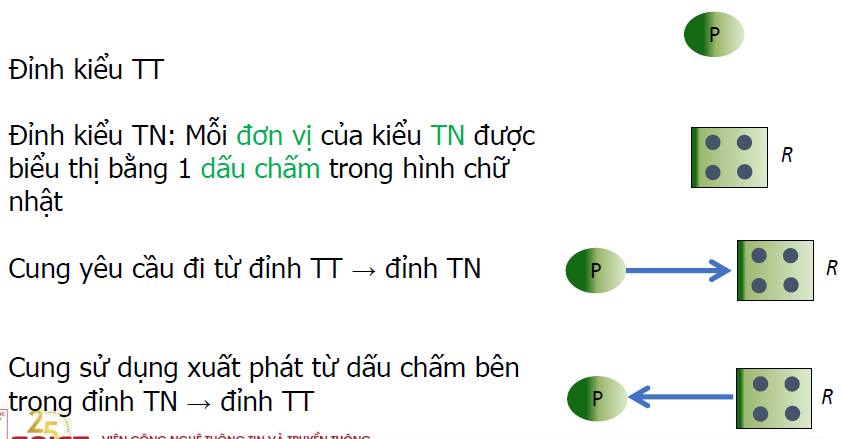 P
Đỉnh kiểu TT
Đỉnh kiểu TN: Mỗi đơn vị của kiểu TN được
biểu thị bằng 1 dấu chấm trong hình chữ
nhật
R
Cung yêu cầu đi từ đỉnh TT → đỉnh TN
P
R
Cung sử dụng xuất phát từ dấu chấm bên
trong đỉnh TN → đỉnh TT
P
R
25
VIỆN CÔNG NGHỆ THÔNG TIN VÀ TRUYỀN THÔNG